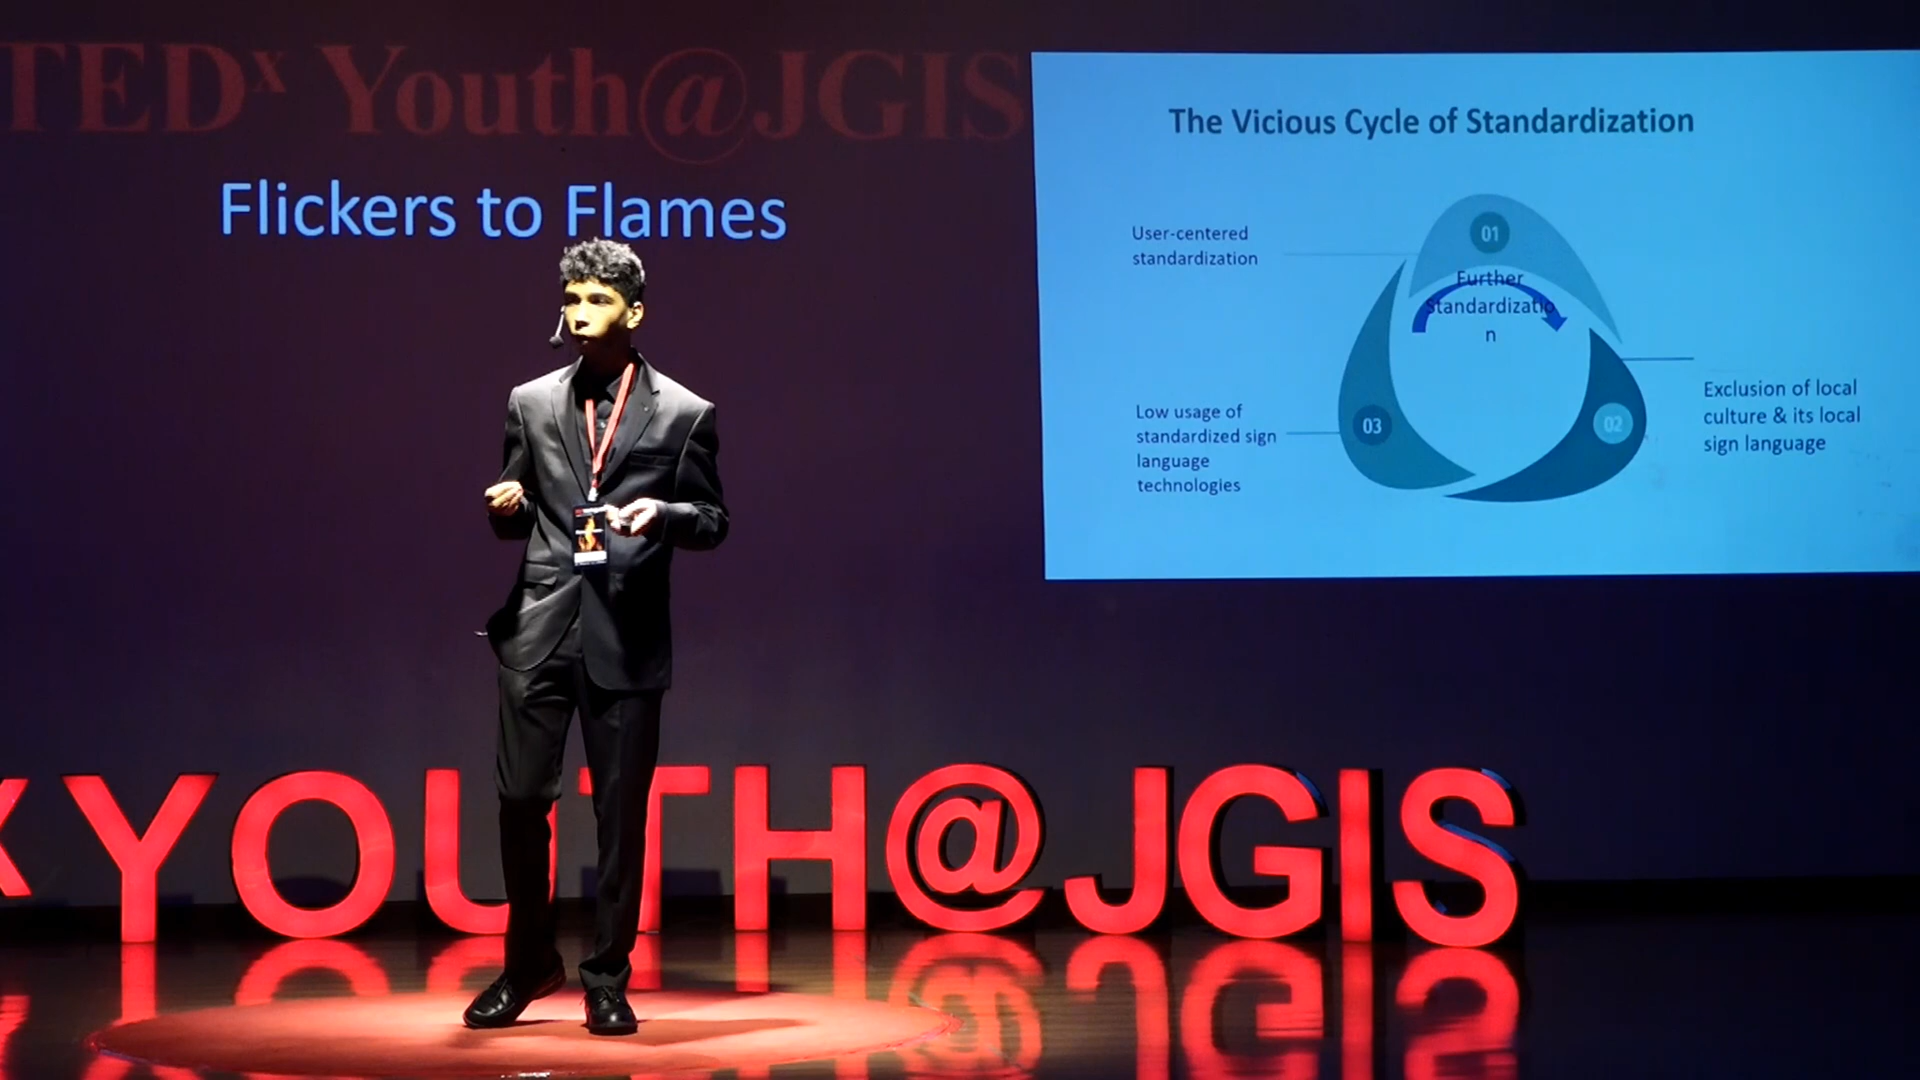 TEDx Youth@JGIS
Flickers to Flames
The Vicious Cycle of Standardization
01
User-centered
standardization
Further
Standardizatio
n
02
Exclusion of local
culture & its local
sign language
03
Low usage of
standardized sign
language
technologies
x YOUTH@JGIS